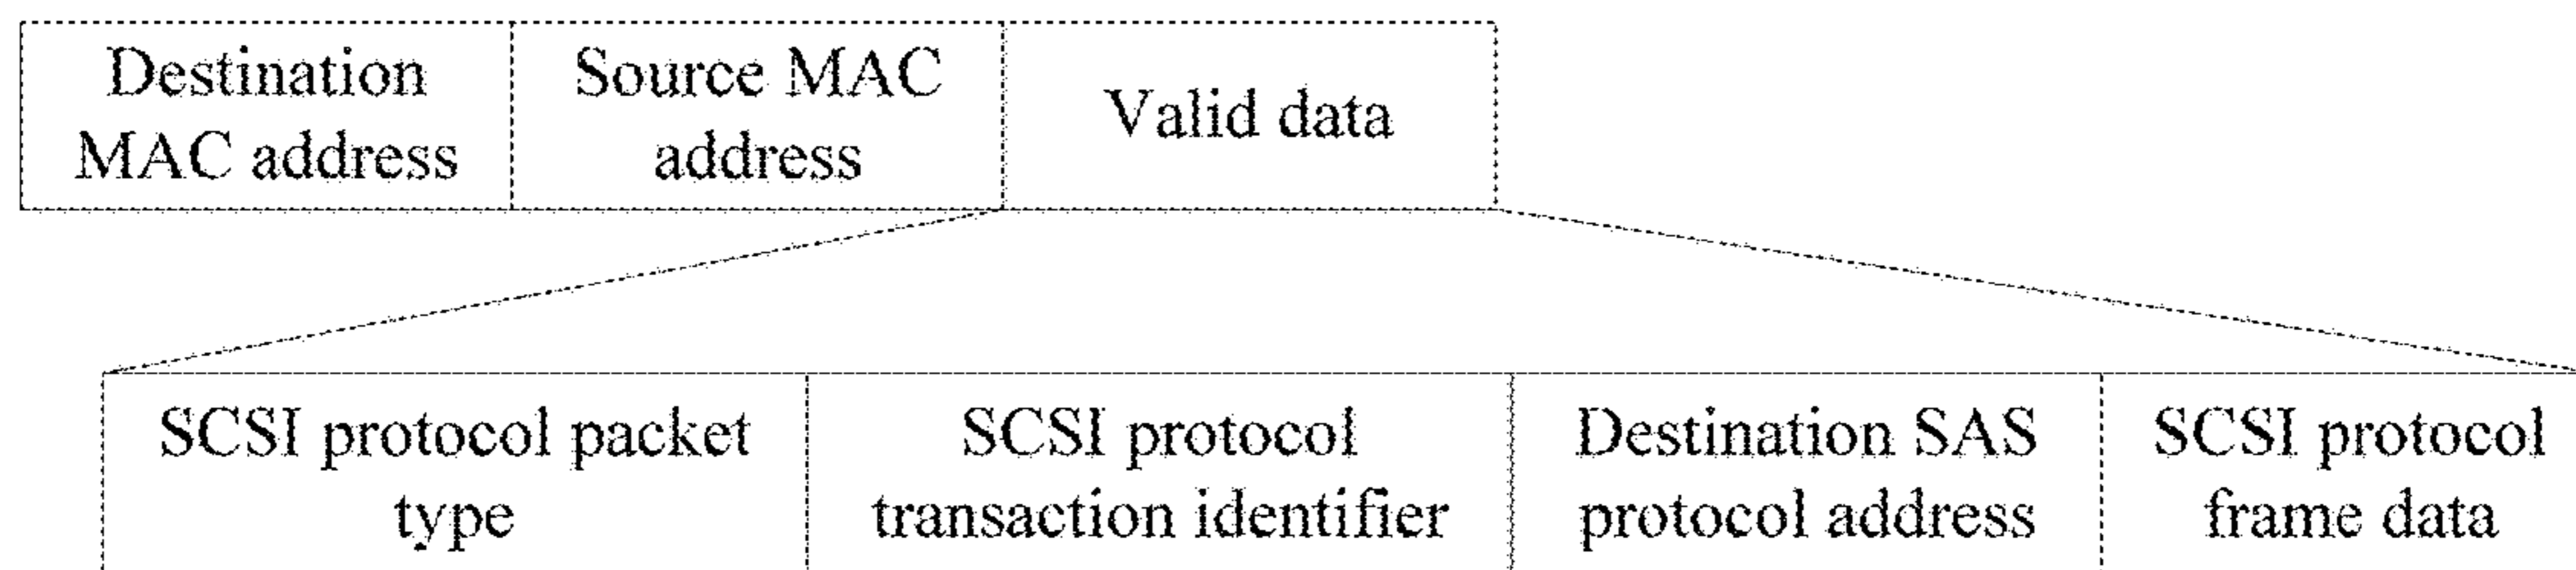 Destination
MAC address
Source MAC
address
Valid data
SCSI protocol packet
type
SCSI protocol
transaction identifier
Destination SAS
protocol address
SCSI protocol
frame data